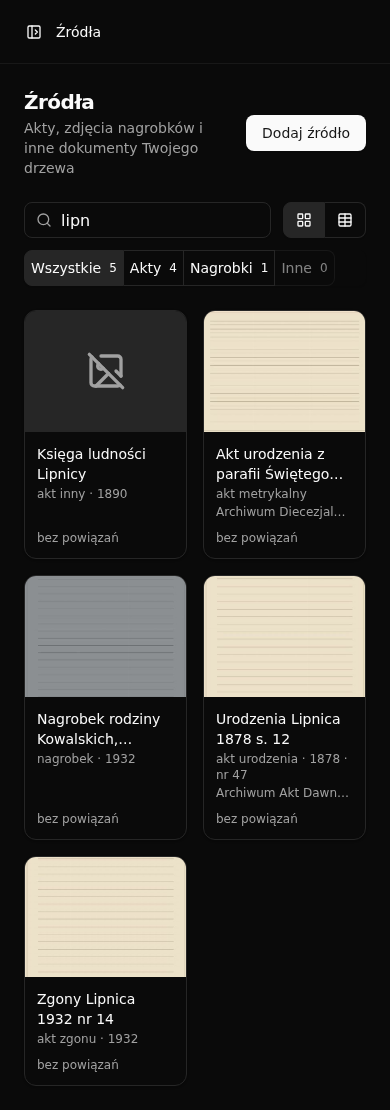 Źródła
Źródła
Akty, zdjęcia nagrobków i
inne dokumenty Twojego
drzewa
Dodaj źródło
lipn
Wszystkie 5 Akty 4 Nagrobki 1 Inne 0
Księga ludności
Lipnicy
akt inny · 1890
bez powiązań
Akt urodzenia z
parafii Świętego...
akt metrykalny
Archiwum Diecezjal...
bez powiązań
Nagrobek rodziny
Kowalskich,...
nagrobek · 1932
bez powiązań
Urodzenia Lipnica
1878 s. 12
akt urodzenia · 1878 ·
nr 47
Archiwum Akt Dawn...
bez powiązań
Zgony Lipnica
1932 nr 14
akt zgonu · 1932
bez powiązań